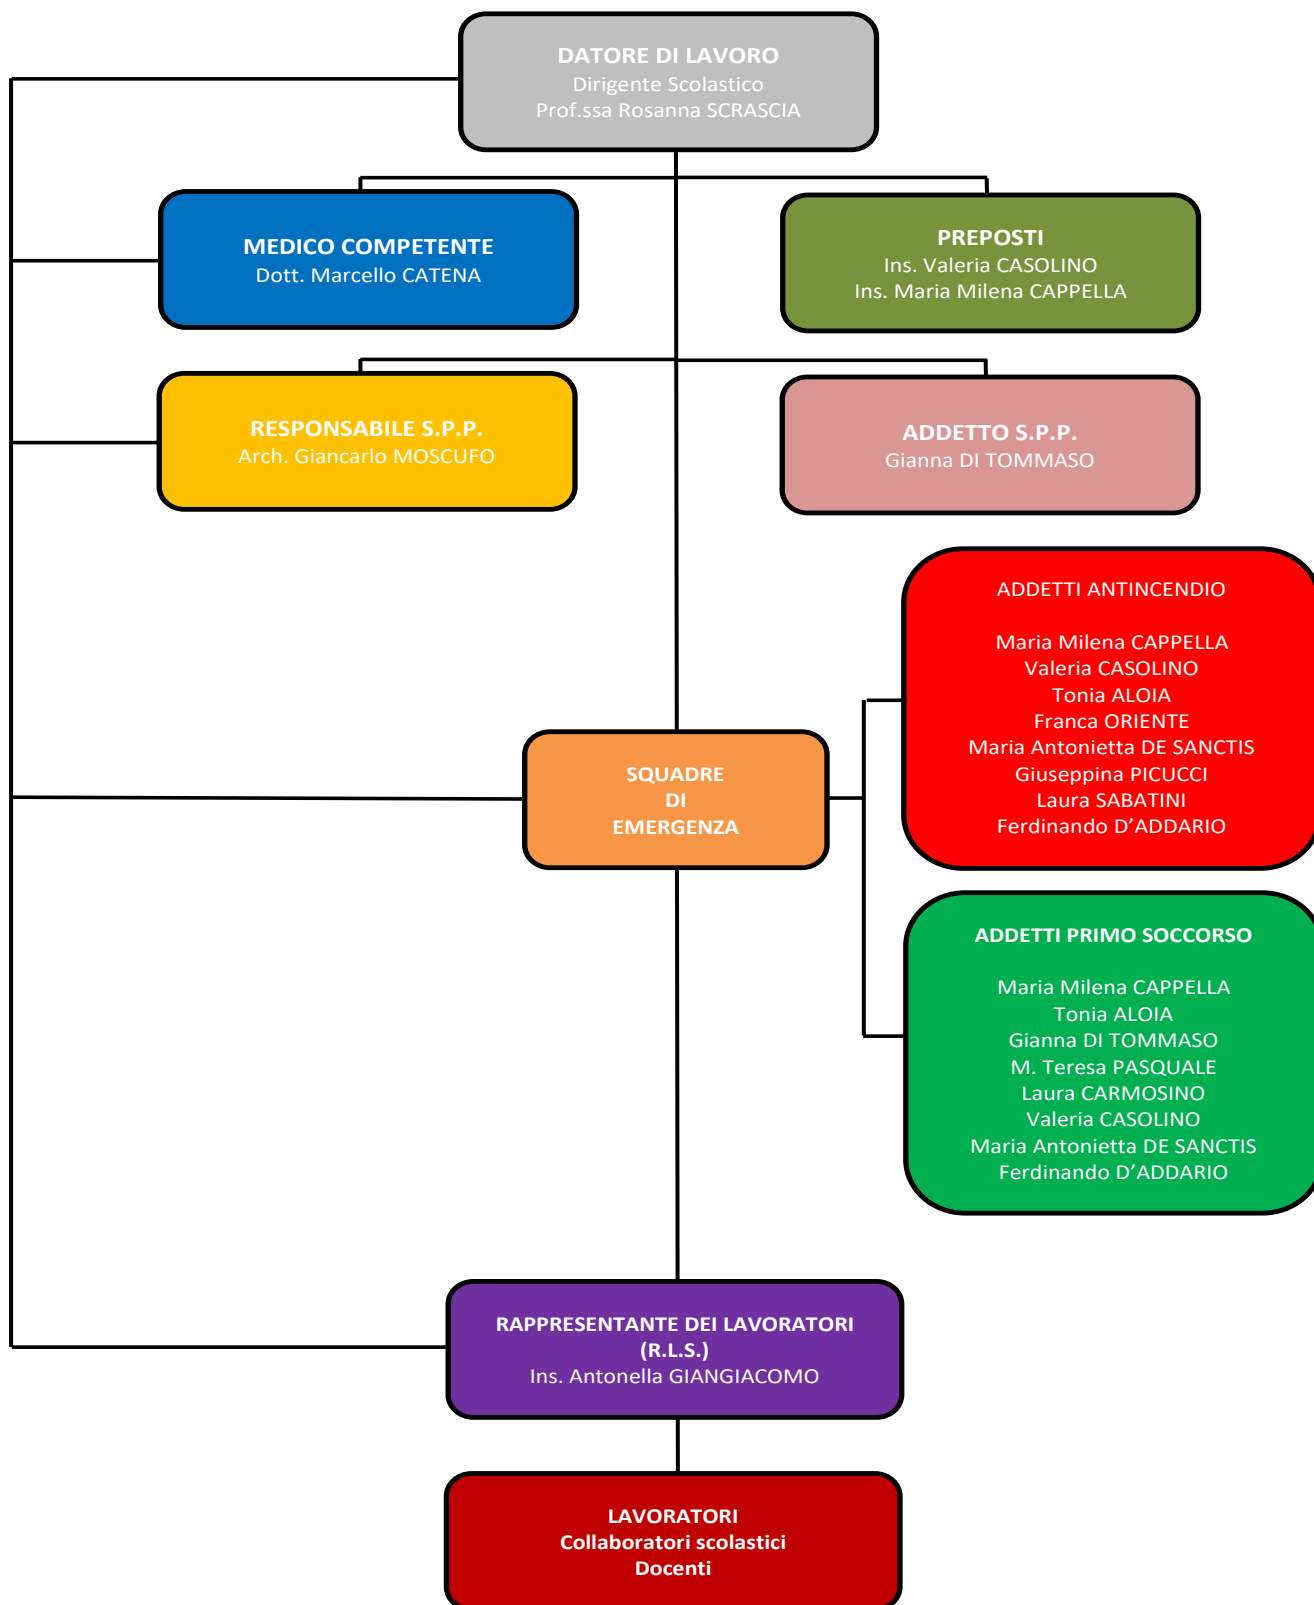 DATORE DI LAVORO
Dirigente Scolastico
Prof.ssa Rosanna SCRASCIA
MEDICO COMPETENTE
Dott. Marcello CATENA
PREPOSTI
Ins. Valeria CASOLINO
Ins. Maria Milena CAPPELLA
RESPONSABILE S.P.P.
Arch. Giancarlo MOSCUFO
ADDETTO S.P.P.
Gianna DI TOMMASO
ADDETTI ANTINCENDIO
Maria Milena CAPPELLA
Valeria CASOLINO
Tonia ALOIA
Franca ORIENTE
Maria Antonietta DE SANCTIS
Giuseppina PICUCCI
Laura SABATINI
Ferdinando D’ADDARIO
SQUADRE
DI
EMERGENZA
ADDETTI PRIMO SOCCORSO
Maria Milena CAPPELLA
Tonia ALOIA
Gianna DI TOMMASO
M. Teresa PASQUALE
Laura CARMOSINO
Valeria CASOLINO
Maria Antonietta DE SANCTIS
Ferdinando D’ADDARIO
RAPPRESENTANTE DEI LAVORATORI
(R.L.S.)
Ins. Antonella GIANGIACOMO
LAVORATORI
Collaboratori scolastici
Docenti